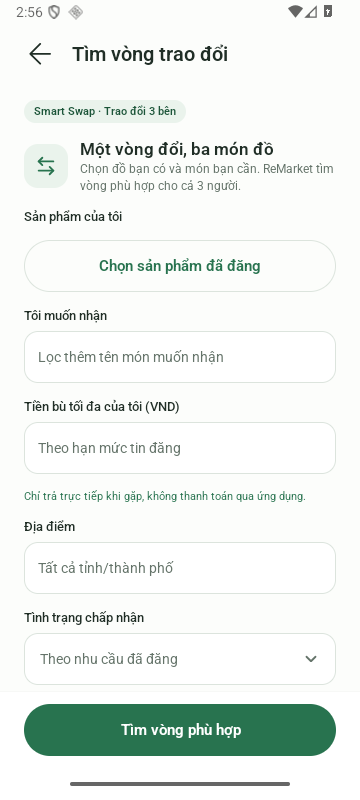 2:56
Tìm vòng trao đổi
Smart Swap · Trao đổi 3 bên
Một vòng đổi, ba món đồ
Chọn đồ bạn có và món bạn cần. ReMarket tìm
vòng phù hợp cho cả 3 người.
Sản phẩm của tôi
Chọn sản phẩm đã đăng
Tôi muốn nhận
Lọc thêm tên món muốn nhận
Tiền bù tối đa của tôi (VND)
Theo hạn mức tin đăng
Chỉ trả trực tiếp khi gặp, không thanh toán qua ứng dụng.
Địa điểm
Tất cả tỉnh/thành phố
Tình trạng chấp nhận
Theo nhu cầu đã đăng
Tìm vòng phù hợp